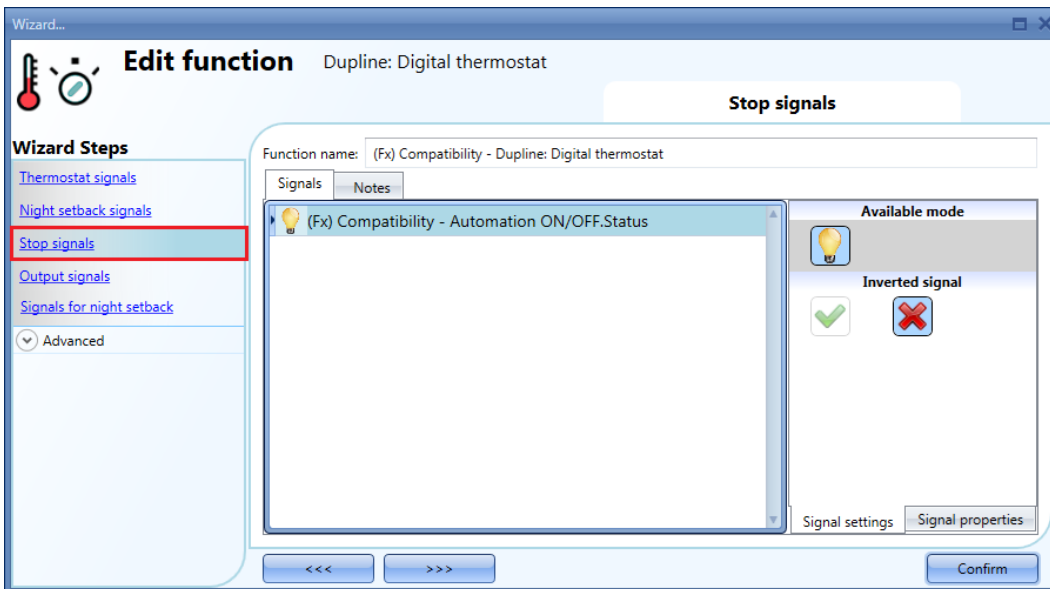 Wizard...
Edit function Dupline: Digital thermostat
Stop signals
Wizard Steps
Thermostat signals
Night setback signals
Stop signals
Output signals
Signals for night setback
Advanced
Function name: (Fx) Compatibility - Dupline: Digital thermostat
Signals Notes
(Fx) Compatibility - Automation ON/OFF.Status
Available mode
Inverted signal
Signal settings Signal properties
<<< >>> Confirm